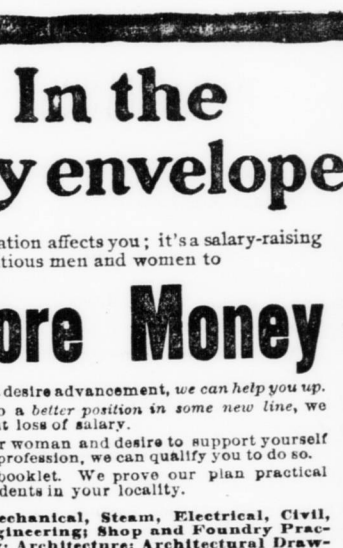 In the
y envelope
ation affects you; it's a salary-raising
tious men and women to
ore Money
desire advancement, we can help you up.
o a better position in some new line, we
t loss of salary.
r woman and desire to support yourself
profession, we can qualify you to do so.
booklet. We prove our plan practical
dents in your locality.
echanical, Steam, Electrical, Civil,
gineering; Shop and Foundry Prac-
Architecture; Architectural Draw-